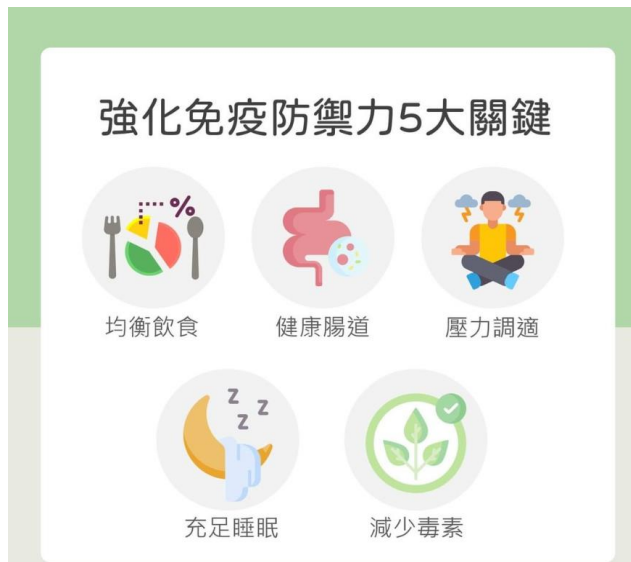 強化免疫防禦力5大關鍵
%
均衡飲食
健康腸道
壓力調適
z z
z
充足睡眠
減少毒素